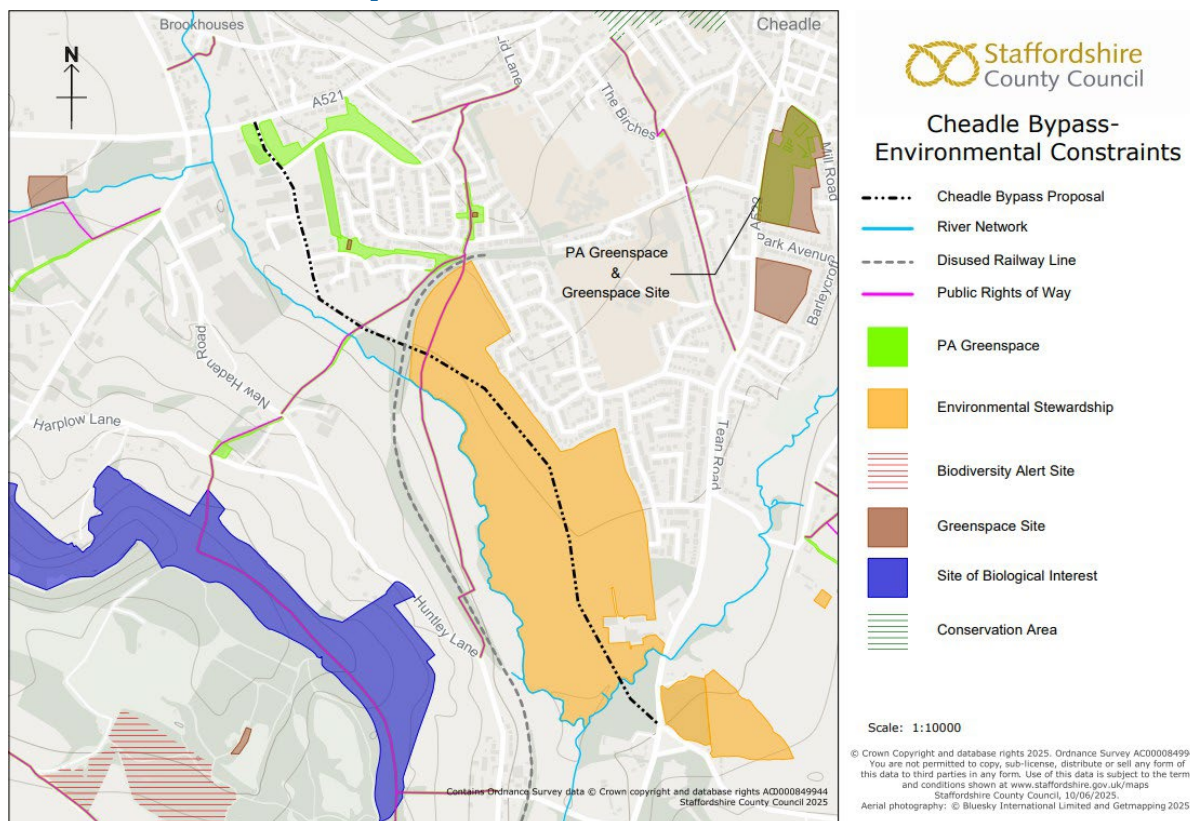 Brookhouses
Cheadle
N
A521
Lid Lane
The Birches
Mill Road
A522
Park Avenue
Barleycroft
PA Greenspace
&
Greenspace Site
New Haden Road
Harplow Lane
Tean Road
Huntley Lane
Contains Ordnance Survey data © Crown copyright and database rights AC0000849944
Staffordshire County Council 2025
Staffordshire
County Council
Cheadle Bypass-
Environmental Constraints
Cheadle Bypass Proposal
River Network
Disused Railway Line
Public Rights of Way
PA Greenspace
Environmental Stewardship
Biodiversity Alert Site
Greenspace Site
Site of Biological Interest
Conservation Area
Scale: 1:10000
© Crown Copyright and database rights 2025. Ordnance Survey AC00008499
You are not permitted to copy, sub-license, distribute or sell any form of
this data to third parties in any form. Use of this data is subject to the term
and conditions shown at www.staffordshire.gov.uk/maps
Staffordshire County Council, 10/06/2025.
Aerial photography: © Bluesky International Limited and Getmapping 2025